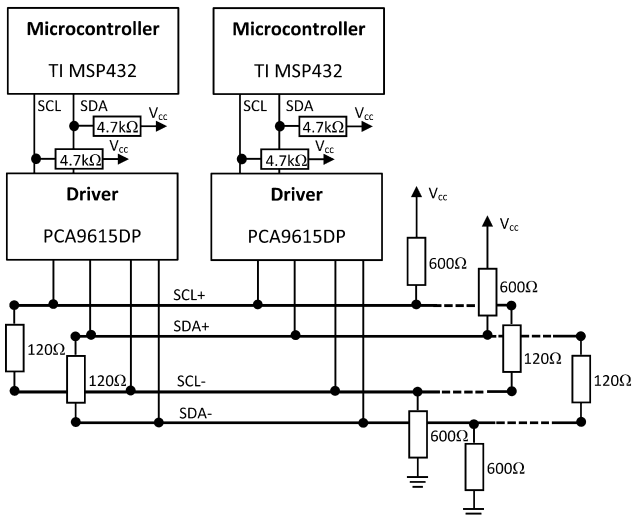 Microcontroller
TI MSP432
Microcontroller
TI MSP432
SCL SDA
SCL SDA
Vcc
4.7kΩ
Vcc
4.7kΩ
Vcc
4.7kΩ
Vcc
4.7kΩ
Driver
PCA9615DP
Driver
PCA9615DP
Vcc
600Ω
Vcc
600Ω
SCL+
SDA+
120Ω
120Ω
120Ω
120Ω
SCL-
SDA-
600Ω
600Ω